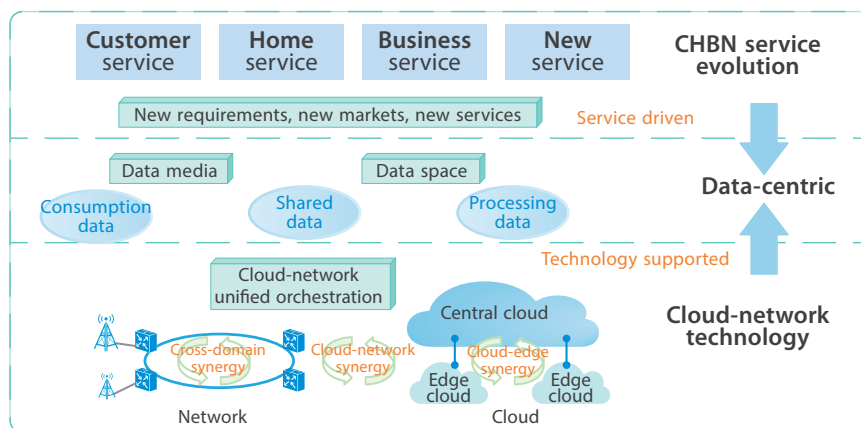 Customer
service
Home
service
Business
service
New
service
CHBN service
evolution
New requirements, new markets, new services
Service driven
Data media
Data space
Consumption
data
Shared
data
Processing
data
Data-centric
Technology supported
Cloud-network
unified orchestration
Central cloud
Cloud-network
technology
Cross-domain
synergy
Cloud-network
synergy
Cloud-edge
synergy
Edge
cloud
Edge
cloud
Network
Cloud